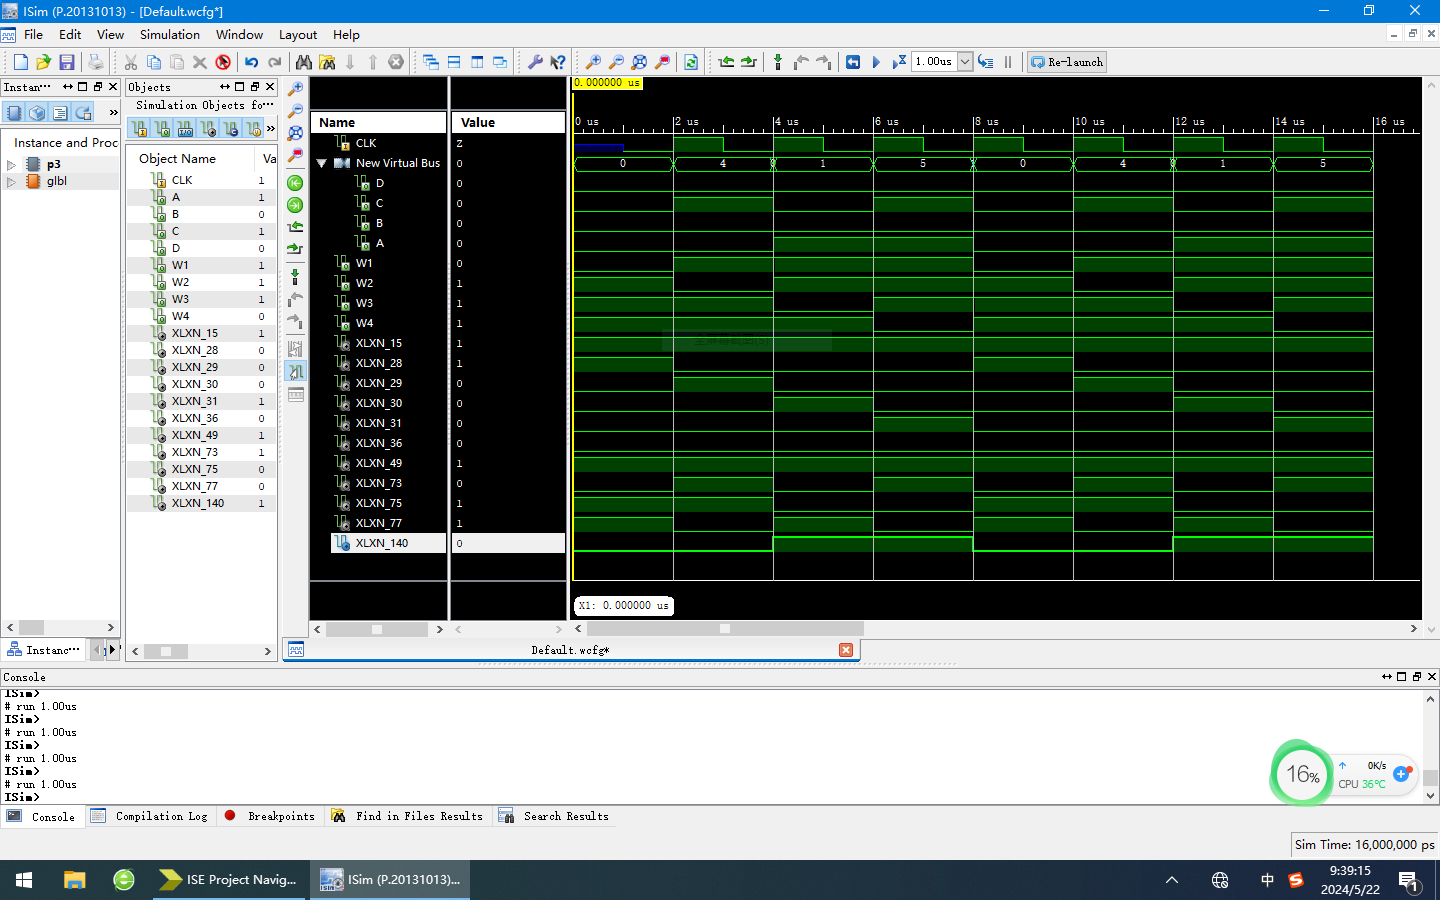 ISim (P.20131013) - [Default.wcfg*]
File Edit View Simulation Window Layout Help
1.00us
Re-launch
Instan···
Objects
Simulation Objects fo···
Instance and Proc
p3
glbl
Object Name Va
CLK 1
A 1
B 0
C 1
D 0
W1 1
W2 1
W3 1
W4 0
XLXN_15 1
XLXN_28 0
XLXN_29 0
XLXN_30 0
XLXN_31 1
XLXN_36 0
XLXN_49 1
XLXN_73 1
XLXN_75 0
XLXN_77 0
XLXN_140 1
Name Value
CLK z
New Virtual Bus 0
D 0
C 0
B 0
A 0
W1 0
W2 1
W3 1
W4 1
XLXN_15 1
XLXN_28 1
XLXN_29 0
XLXN_30 0
XLXN_31 0
XLXN_36 0
XLXN_49 1
XLXN_73 0
XLXN_75 1
XLXN_77 1
XLXN_140 0
0.000000 us
0 us 2 us 4 us 6 us 8 us 10 us 12 us 14 us 16 us
0 4 1 5 0 4 1 5
X1: 0.000000 us
Instanc···
Default.wcfg*
Console
ISim>
# run 1.00us
ISim>
# run 1.00us
ISim>
# run 1.00us
ISim>
# run 1.00us
ISim>
16%
0K/s
CPU 36℃
Console Compilation Log Breakpoints Find in Files Results Search Results
Sim Time: 16,000,000 ps
ISE Project Navig...
ISim (P.20131013)...
中
9:39:15
2024/5/22
1